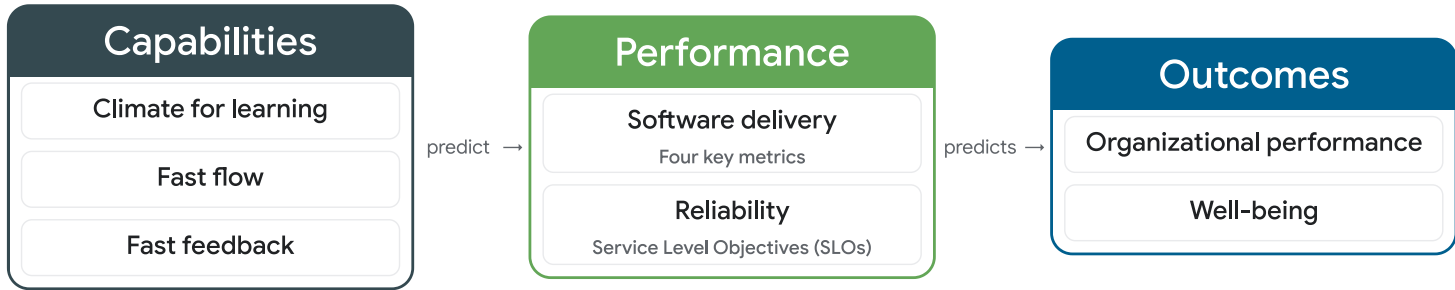 Capabilities
Climate for learning
Fast flow
Fast feedback
predict →
Performance
Software delivery
Four key metrics
Reliability
Service Level Objectives (SLOs)
predicts →
Outcomes
Organizational performance
Well-being